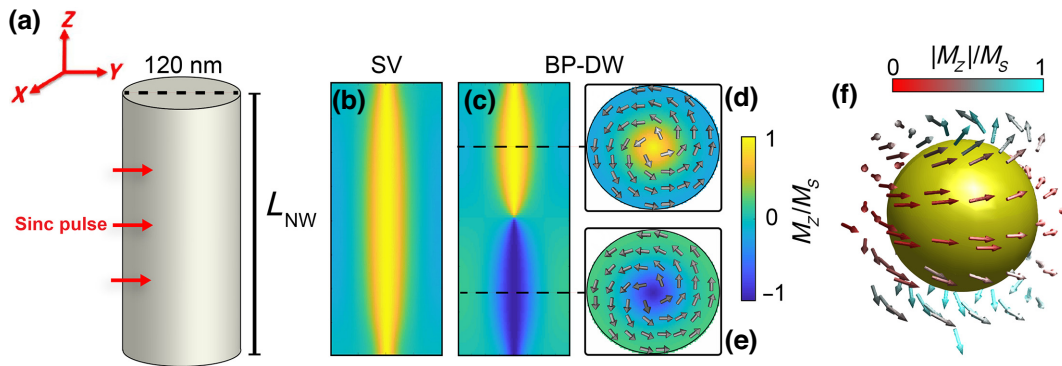 (a)
Z
Y
X
120 nm
Sinc pulse
L_NW
SV
BP-DW
(b)
(c)
(d)
(e)
1
0
−1
M_Z/M_S
|M_Z|/M_S
0
1
(f)